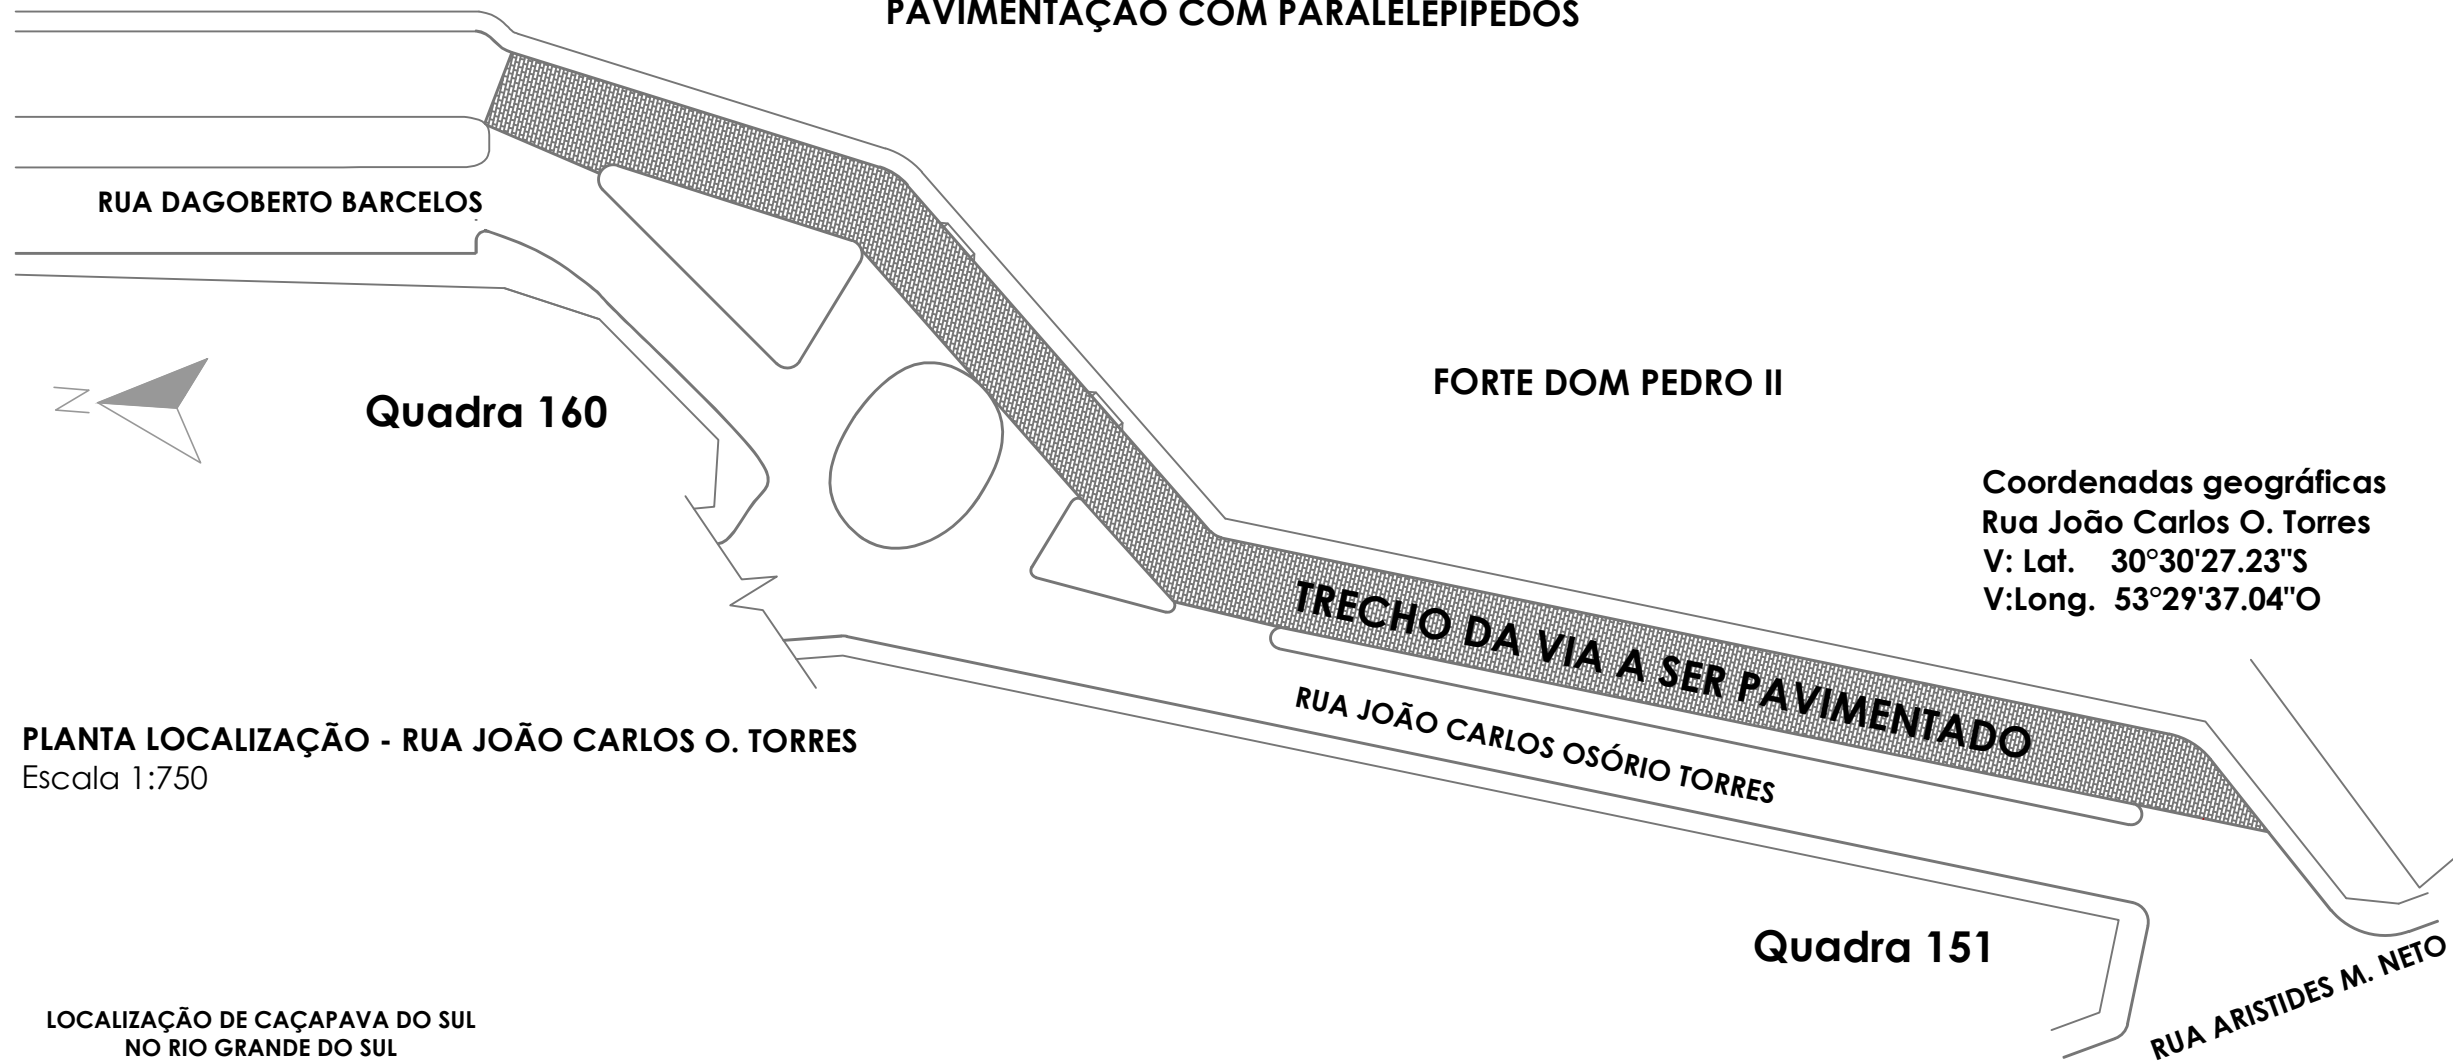 PAVIMENTAÇÃO COM PARALELEPIPEDOS
RUA DAGOBERTO BARCELOS
N
Quadra 160
FORTE DOM PEDRO II
Coordenadas geográficas
Rua João Carlos O. Torres
V: Lat. 30°30'27.23"S
V:Long. 53°29'37.04"O
TRECHO DA VIA A SER PAVIMENTADO
RUA JOÃO CARLOS OSÓRIO TORRES
PLANTA LOCALIZAÇÃO - RUA JOÃO CARLOS O. TORRES
Escala 1:750
Quadra 151
RUA ARISTIDES M. NETO
LOCALIZAÇÃO DE CAÇAPAVA DO SUL
NO RIO GRANDE DO SUL